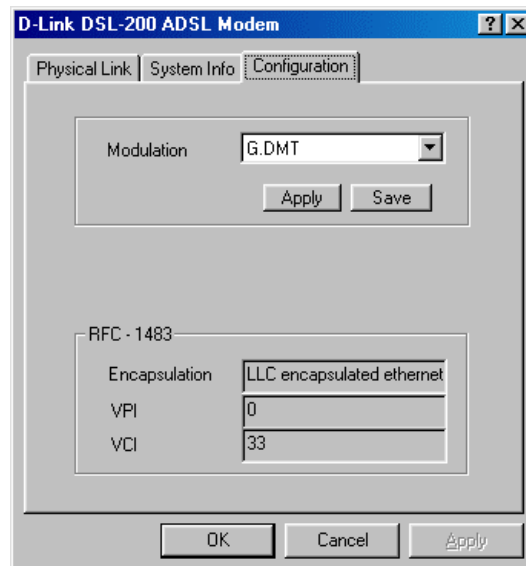 D-Link DSL-200 ADSL Modem
Physical Link System Info Configuration
Modulation G.DMT
Apply Save
RFC - 1483
Encapsulation LLC encapsulated ethernet
VPI 0
VCI 33
OK Cancel Apply